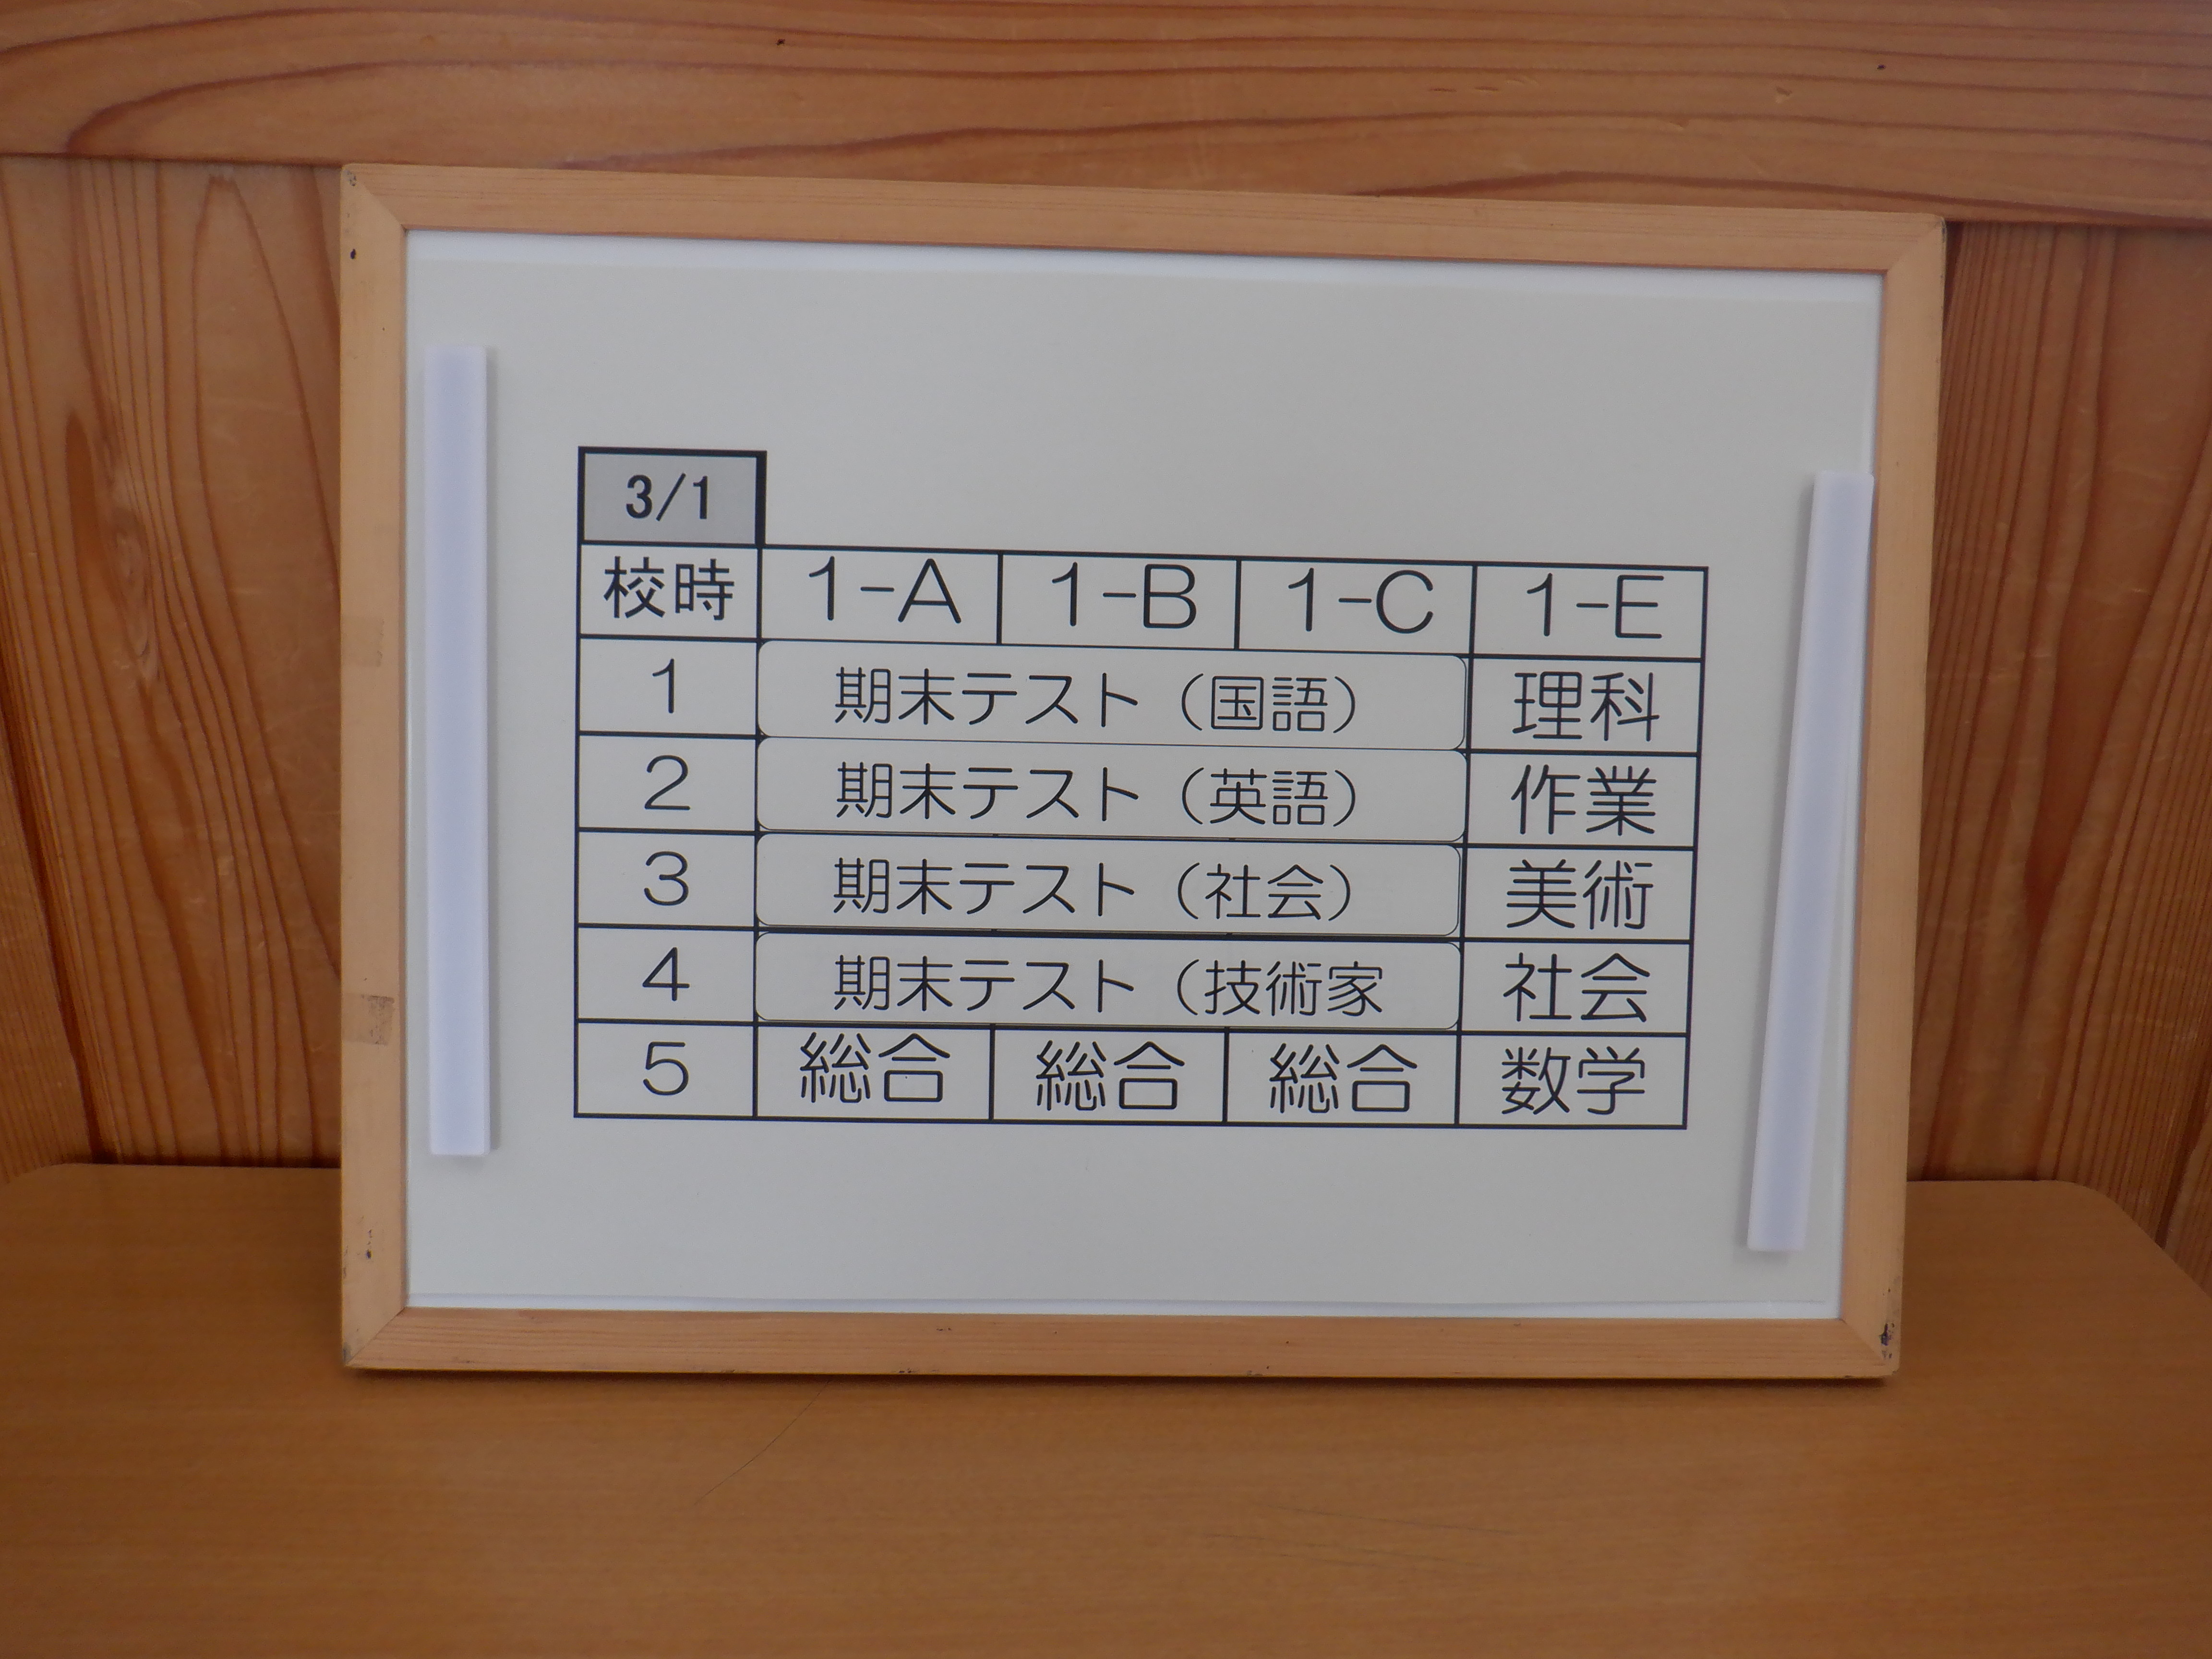 3/1
校時 1-A 1-B 1-C 1-E
1 期末テスト（国語） 理科
2 期末テスト（英語） 作業
3 期末テスト（社会） 美術
4 期末テスト（技術家 社会
5 総合 総合 総合 数学